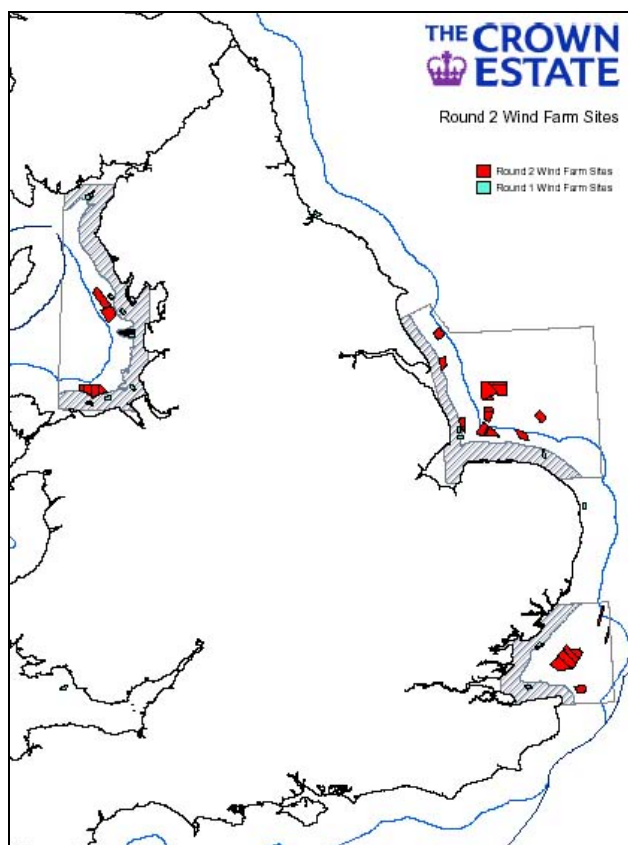 THE CROWN
ESTATE
Round 2 Wind Farm Sites
Round 2 Wind Farm Sites
Round 1 Wind Farm Sites